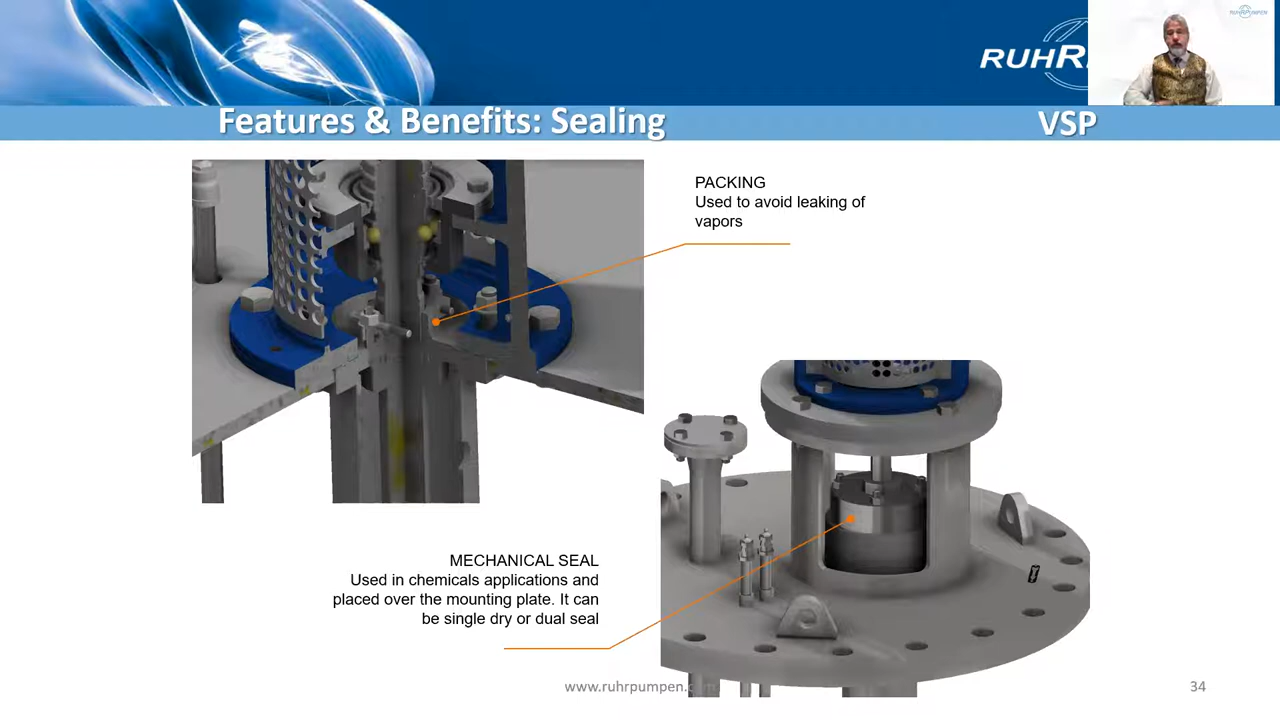 RUHR
RUHRPUMPEN
Features & Benefits: Sealing
VSP
PACKING
Used to avoid leaking of
vapors
MECHANICAL SEAL
Used in chemicals applications and
placed over the mounting plate. It can
be single dry or dual seal
www.ruhrpumpen.com
34